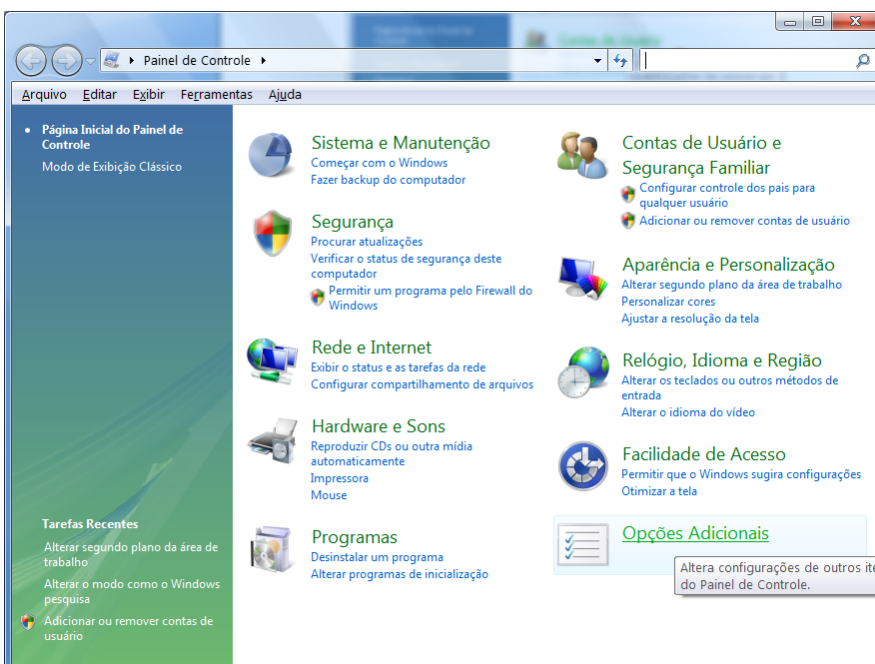 Painel de Controle
Arquivo Editar Exibir Ferramentas Ajuda
Página Inicial do Painel de
Controle
Modo de Exibição Clássico
Tarefas Recentes
Alterar segundo plano da área de
trabalho
Alterar o modo como o Windows
pesquisa
Adicionar ou remover contas de
usuário
Sistema e Manutenção
Começar com o Windows
Fazer backup do computador
Segurança
Procurar atualizações
Verificar o status de segurança deste
computador
Permitir um programa pelo Firewall do
Windows
Rede e Internet
Exibir o status e as tarefas da rede
Configurar compartilhamento de arquivos
Hardware e Sons
Reproduzir CDs ou outra mídia
automaticamente
Impressora
Mouse
Programas
Desinstalar um programa
Alterar programas de inicialização
Contas de Usuário e
Segurança Familiar
Configurar controle dos pais para
qualquer usuário
Adicionar ou remover contas de usuário
Aparência e Personalização
Alterar segundo plano da área de trabalho
Personalizar cores
Ajustar a resolução da tela
Relógio, Idioma e Região
Alterar os teclados ou outros métodos de
entrada
Alterar o idioma do vídeo
Facilidade de Acesso
Permitir que o Windows sugira configurações
Otimizar a tela
Opções Adicionais
Altera configurações de outros ite
do Painel de Controle.